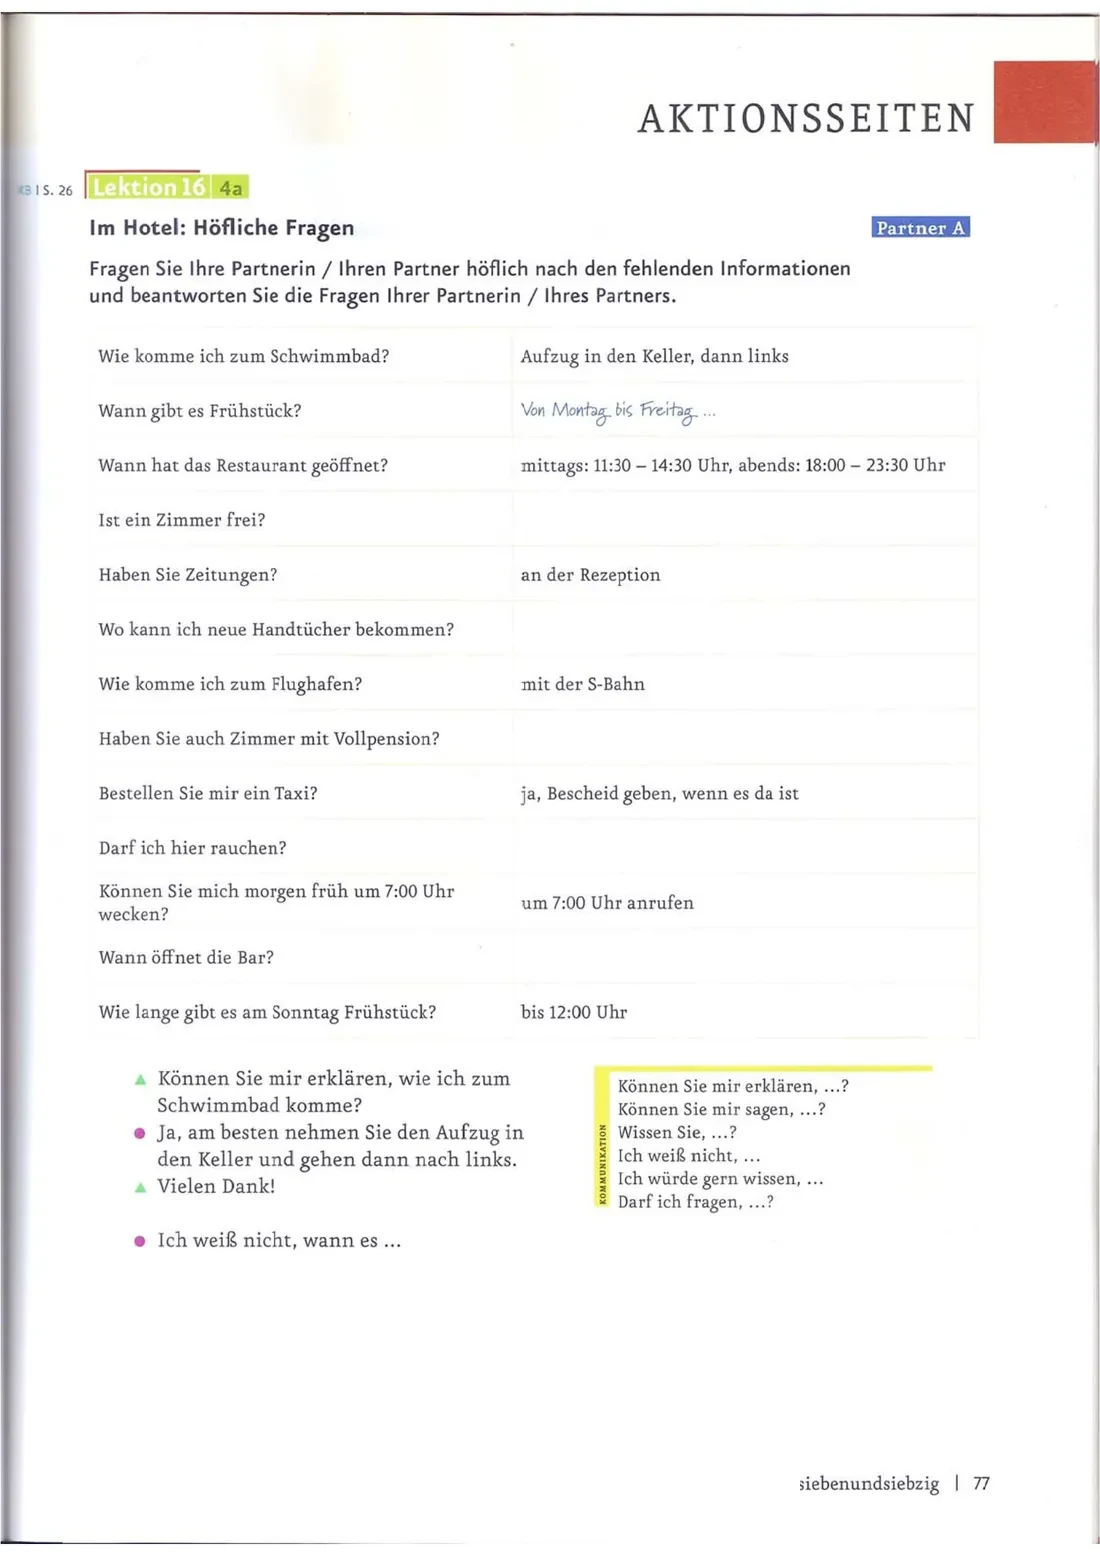 AKTIONSSEITEN
KB | S. 26 Lektion 16 4a
Im Hotel: Höfliche Fragen
Partner A
Fragen Sie Ihre Partnerin / Ihren Partner höflich nach den fehlenden Informationen
und beantworten Sie die Fragen Ihrer Partnerin / Ihres Partners.
Wie komme ich zum Schwimmbad? Aufzug in den Keller, dann links
Wann gibt es Frühstück? Von Montag bis Freitag ...
Wann hat das Restaurant geöffnet? mittags: 11:30 – 14:30 Uhr, abends: 18:00 – 23:30 Uhr
Ist ein Zimmer frei?
Haben Sie Zeitungen? an der Rezeption
Wo kann ich neue Handtücher bekommen?
Wie komme ich zum Flughafen? mit der S-Bahn
Haben Sie auch Zimmer mit Vollpension?
Bestellen Sie mir ein Taxi? ja, Bescheid geben, wenn es da ist
Darf ich hier rauchen?
Können Sie mich morgen früh um 7:00 Uhr
wecken?
um 7:00 Uhr anrufen
Wann öffnet die Bar?
Wie lange gibt es am Sonntag Frühstück? bis 12:00 Uhr
▲ Können Sie mir erklären, wie ich zum
Schwimmbad komme?
● Ja, am besten nehmen Sie den Aufzug in
den Keller und gehen dann nach links.
▲ Vielen Dank!
● Ich weiß nicht, wann es ...
KOMMUNIKATION
Können Sie mir erklären, ...?
Können Sie mir sagen, ...?
Wissen Sie, ...?
Ich weiß nicht, ...
Ich würde gern wissen, ...
Darf ich fragen, ...?
siebenundsiebzig | 77